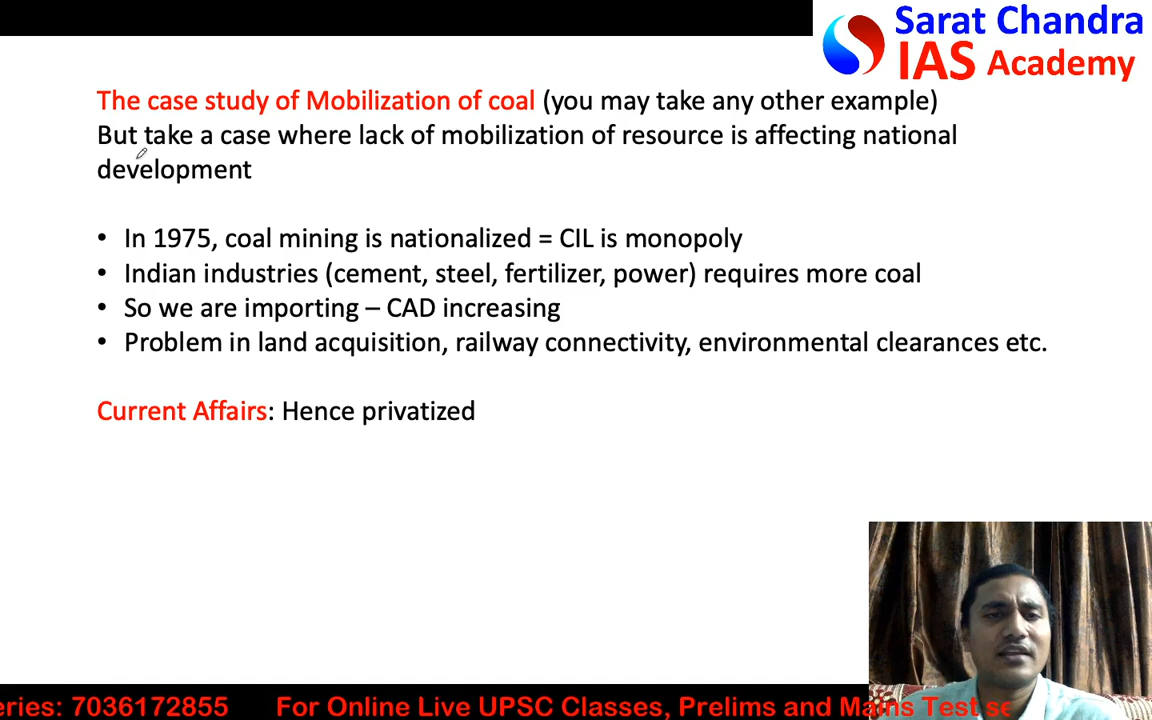 Sarat Chandra
IAS Academy
The case study of Mobilization of coal (you may take any other example)
But take a case where lack of mobilization of resource is affecting national
development
• In 1975, coal mining is nationalized = CIL is monopoly
• Indian industries (cement, steel, fertilizer, power) requires more coal
• So we are importing – CAD increasing
• Problem in land acquisition, railway connectivity, environmental clearances etc.
Current Affairs: Hence privatized
eries: 7036172855 For Online Live UPSC Classes, Prelims and Mains Test se